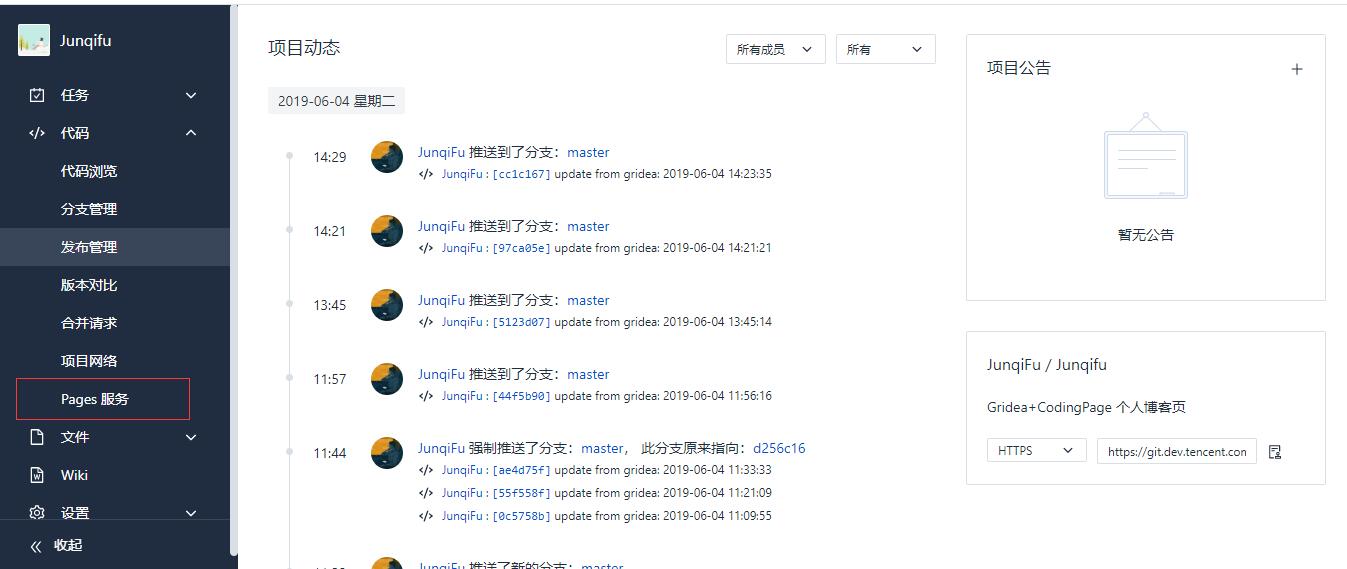 Junqifu
任务
代码
代码浏览
分支管理
发布管理
版本对比
合并请求
项目网络
Pages 服务
文件
Wiki
设置
收起
项目动态
所有成员
所有
2019-06-04 星期二
14:29
JunqiFu 推送到了分支：master
JunqiFu : [cc1c167] update from gridea: 2019-06-04 14:23:35
14:21
JunqiFu 推送到了分支：master
JunqiFu : [97ca05e] update from gridea: 2019-06-04 14:21:21
13:45
JunqiFu 推送到了分支：master
JunqiFu : [5123d07] update from gridea: 2019-06-04 13:45:14
11:57
JunqiFu 推送到了分支：master
JunqiFu : [44f5b90] update from gridea: 2019-06-04 11:56:16
11:44
JunqiFu 强制推送了分支：master， 此分支原来指向：d256c16
JunqiFu : [ae4d75f] update from gridea: 2019-06-04 11:33:33
JunqiFu : [55f558f] update from gridea: 2019-06-04 11:21:09
JunqiFu : [0c5758b] update from gridea: 2019-06-04 11:09:55
JunqiFu 推送了新的分支：master
项目公告
暂无公告
JunqiFu / Junqifu
Gridea+CodingPage 个人博客页
HTTPS
https://git.dev.tencent.con